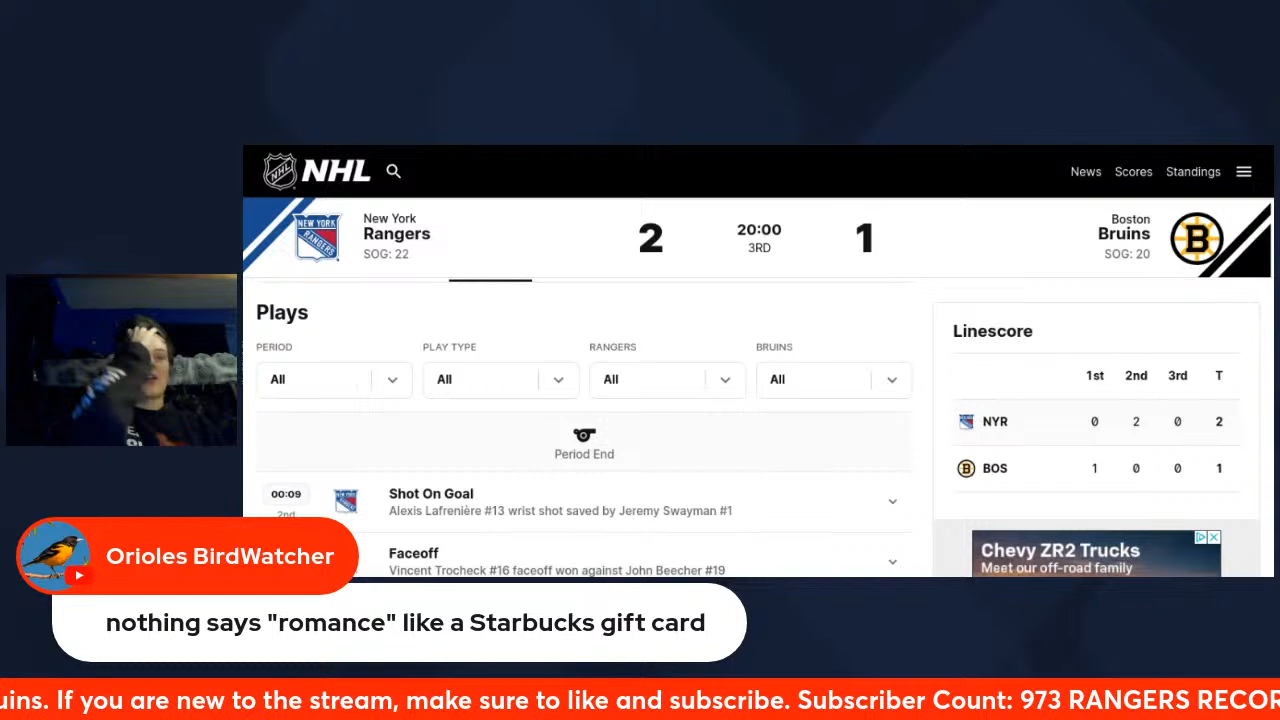 NHL
News Scores Standings
New York
Rangers
SOG: 22
2
20:00
3RD
1
Boston
Bruins
SOG: 20
NEW YORK
RANGERS
B
Plays
PERIOD PLAY TYPE RANGERS BRUINS
All All All All
Period End
00:09
2nd
Shot On Goal
Alexis Lafrenière #13 wrist shot saved by Jeremy Swayman #1
Faceoff
Vincent Trocheck #16 faceoff won against John Beecher #19
Linescore
1st 2nd 3rd T
NYR 0 2 0 2
BOS 1 0 0 1
Chevy ZR2 Trucks
Meet our off-road family
Orioles BirdWatcher
nothing says "romance" like a Starbucks gift card
uins. If you are new to the stream, make sure to like and subscribe. Subscriber Count: 973 RANGERS RECOR